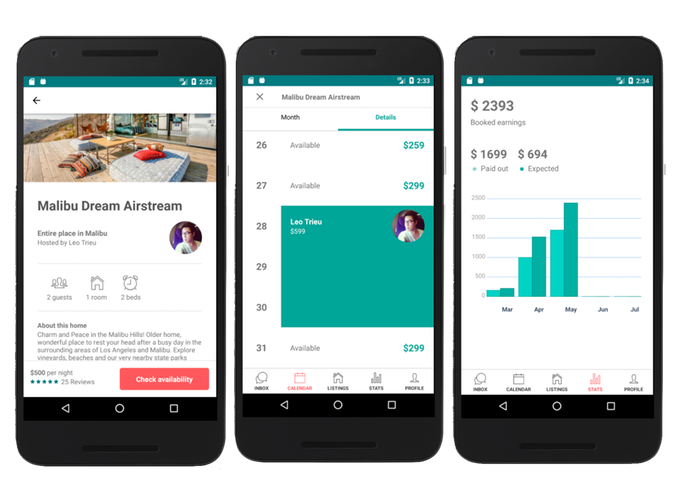 2:32
Malibu Dream Airstream
Entire place in Malibu
Hosted by Leo Trieu
2 guests
1 room
2 beds
About this home
Charm and Peace in the Malibu Hills! Older home,
wonderful place to rest your head after a busy day in the
surrounding areas of Los Angeles and Malibu. Explore
vineyards, beaches and our very nearby state parks
$500 per night
25 Reviews
Check availability
2:33
Malibu Dream Airstream
Month
Details
26 Available $259
27 Available $299
28
Leo Trieu
$599
29
30
31 Available $299
INBOX
CALENDAR
LISTINGS
STATS
PROFILE
2:34
$ 2393
Booked earnings
$ 1699
$ 694
Paid out
Expected
2500
2000
1500
1000
500
0
Mar
Apr
May
Jun
Jul
INBOX
CALENDAR
LISTINGS
STATS
PROFILE